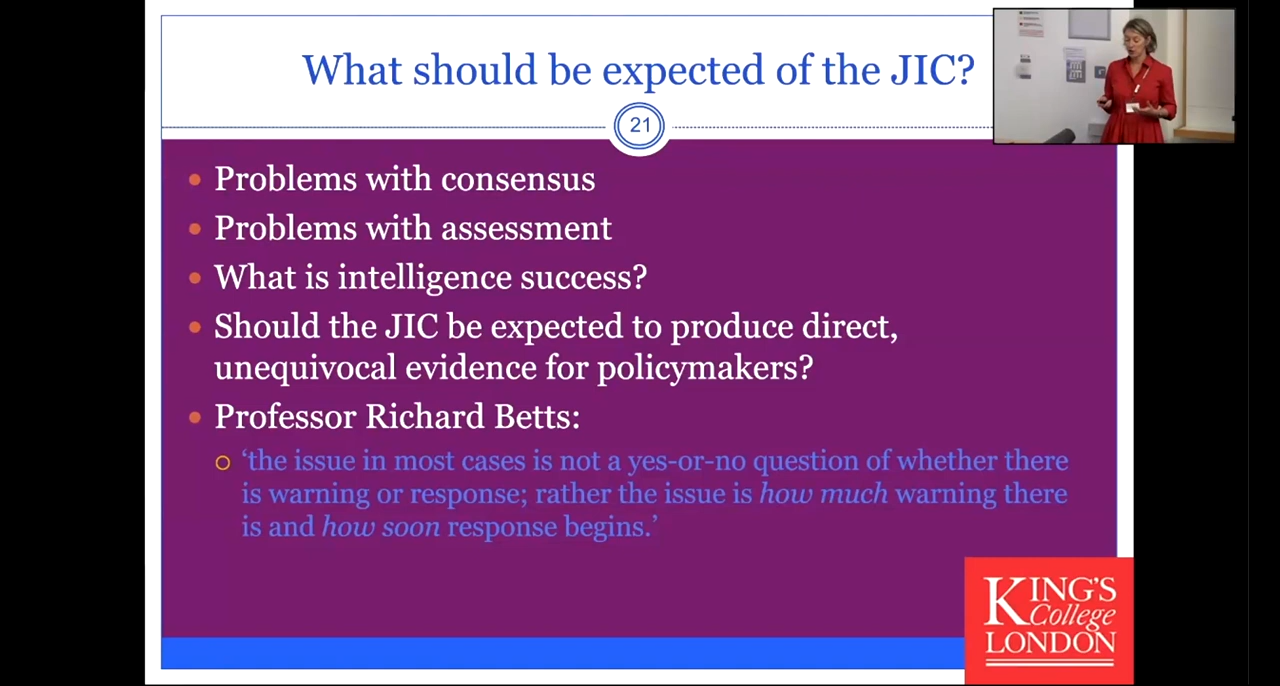 What should be expected of the JIC?
21
Problems with consensus
Problems with assessment
What is intelligence success?
Should the JIC be expected to produce direct,
unequivocal evidence for policymakers?
Professor Richard Betts:
‘the issue in most cases is not a yes-or-no question of whether there
is warning or response; rather the issue is how much warning there
is and how soon response begins.’
KING'S
College
LONDON